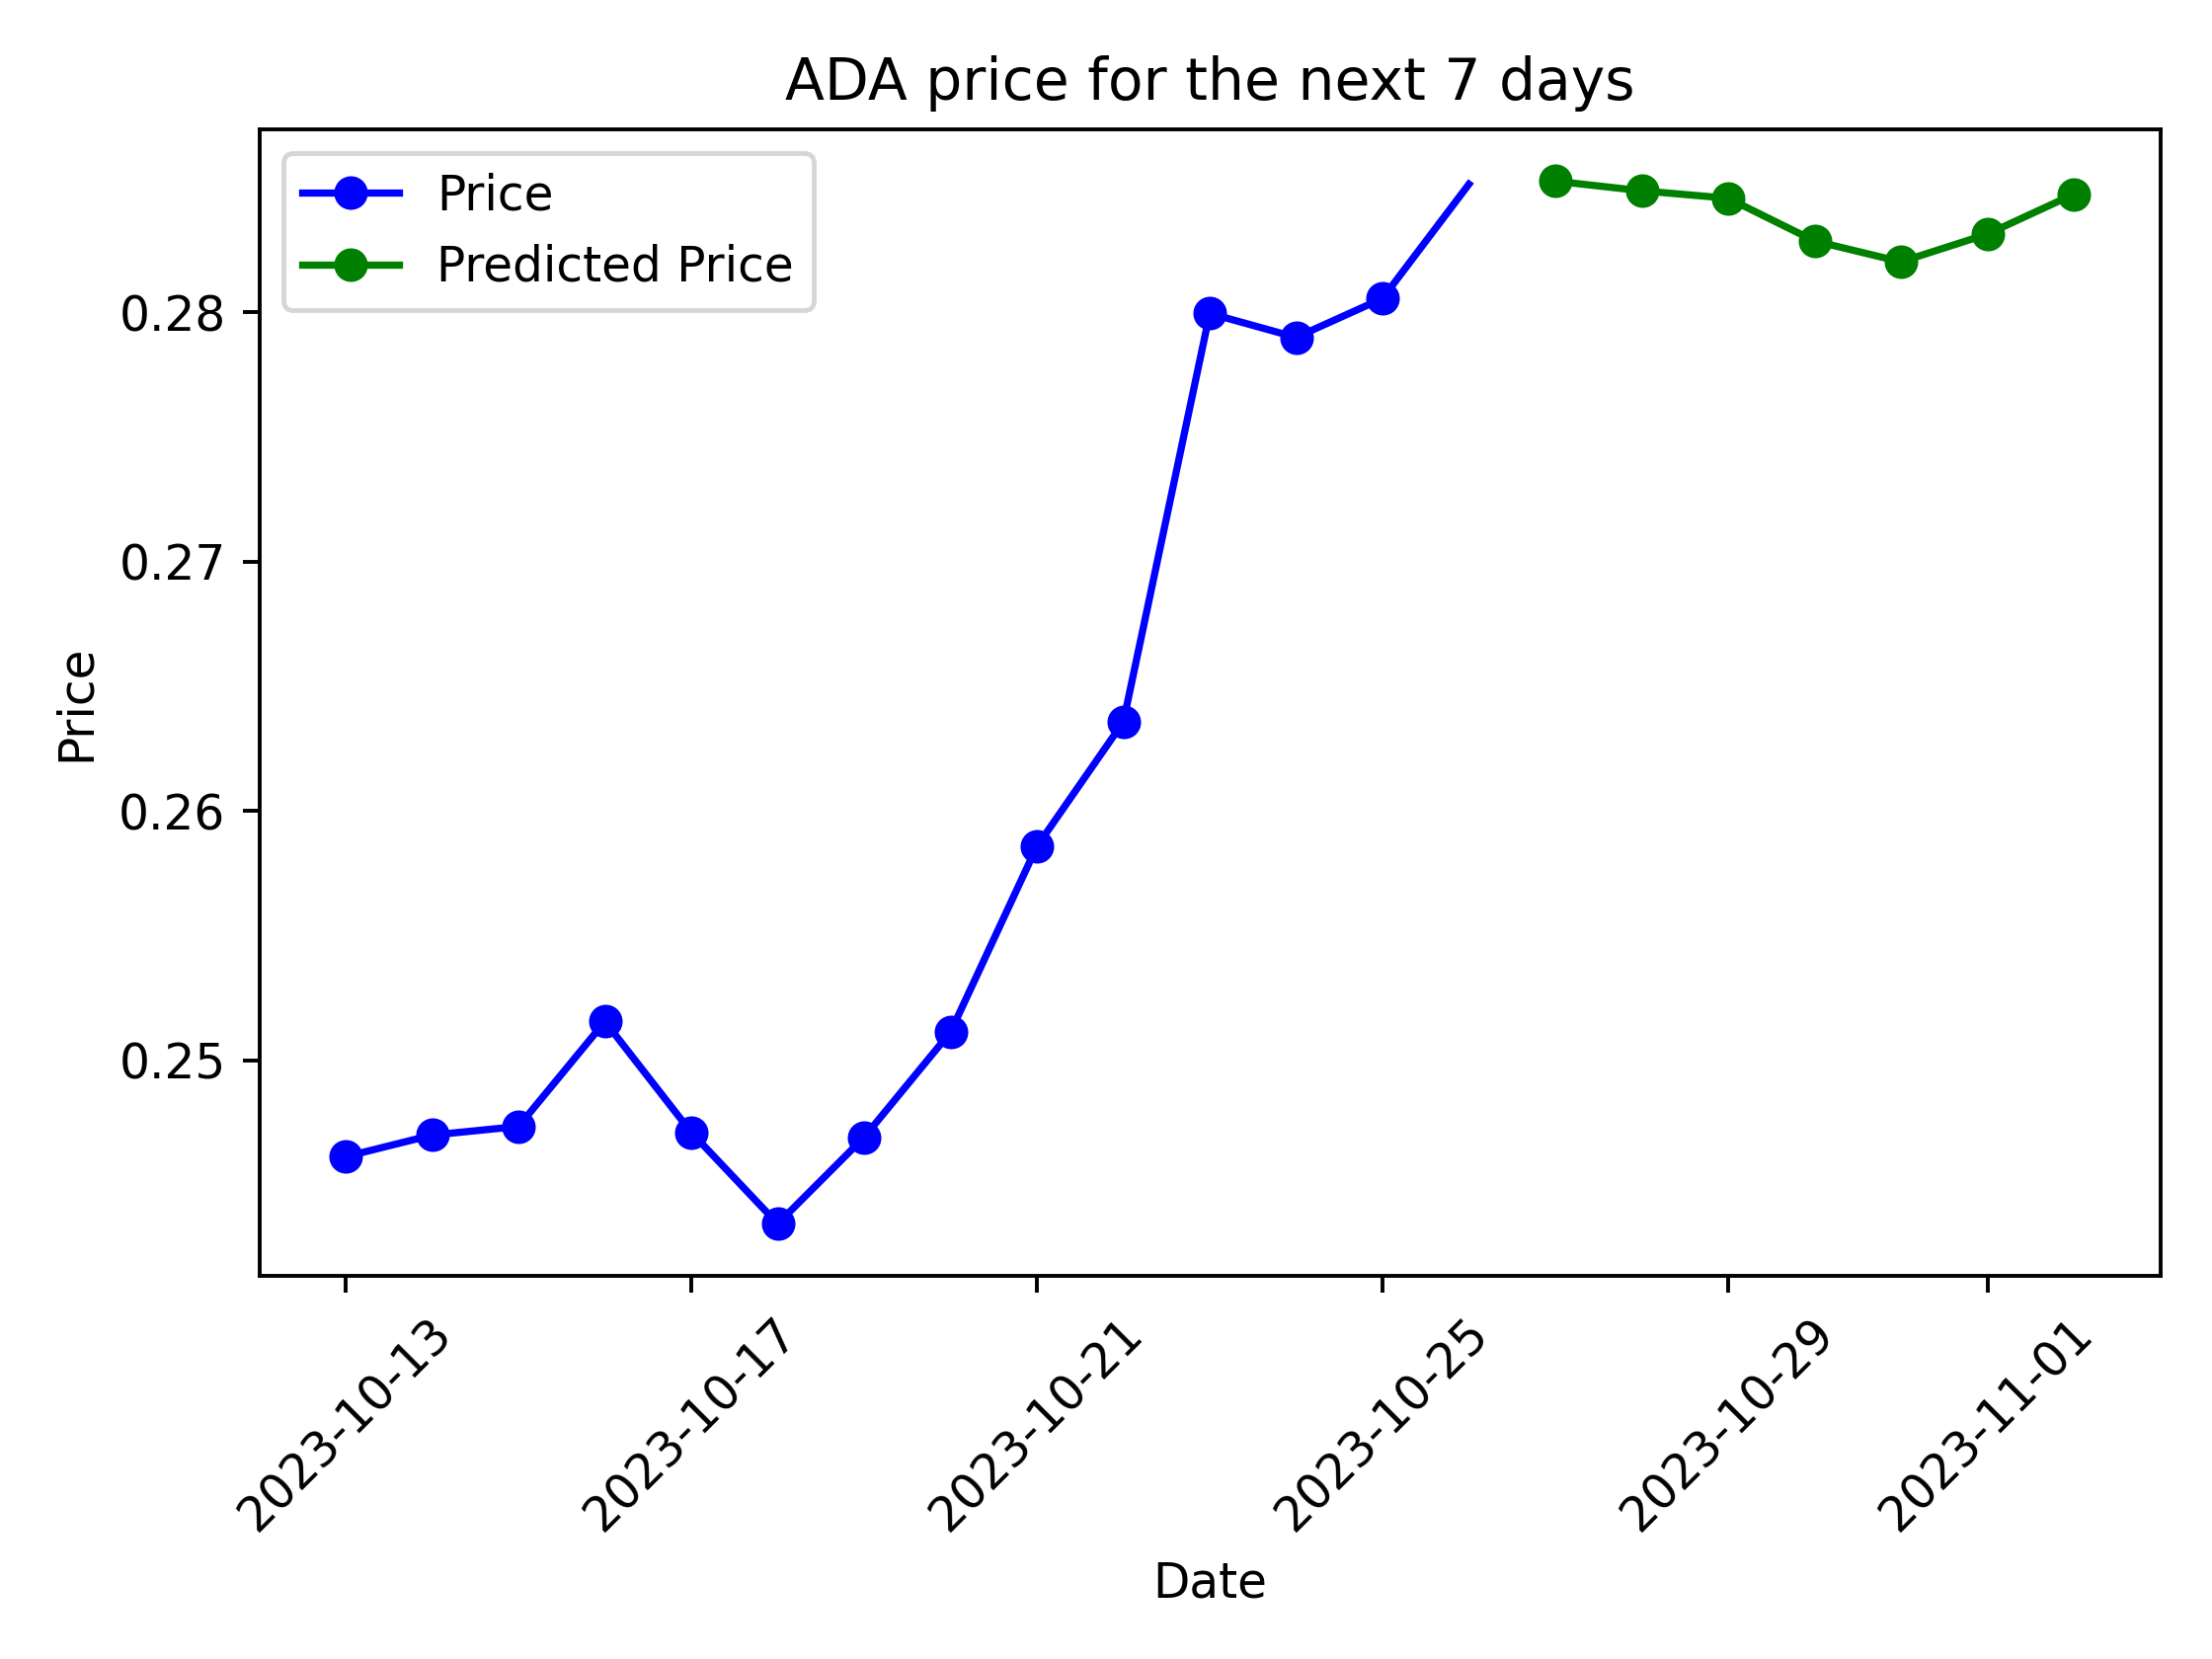 ADA price for the next 7 days
Price
Predicted Price
0.28
0.27
0.26
0.25
Price
2023-10-13
2023-10-17
2023-10-21
2023-10-25
2023-10-29
2023-11-01
Date